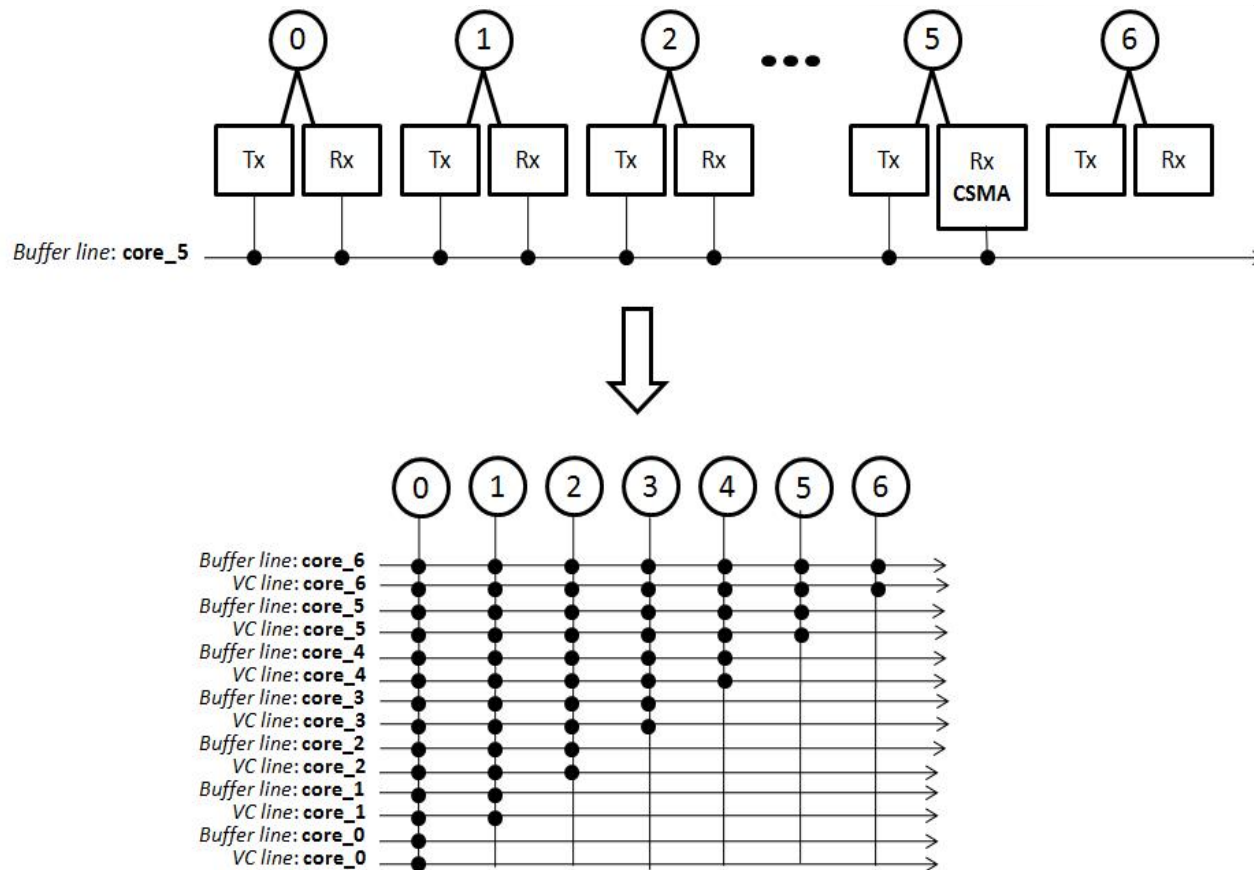 0 1 2 5 6
Tx Rx Tx Rx Tx Rx Tx Rx Tx Rx
CSMA
Buffer line: core_5
0 1 2 3 4 5 6
Buffer line: core_6
VC line: core_6
Buffer line: core_5
VC line: core_5
Buffer line: core_4
VC line: core_4
Buffer line: core_3
VC line: core_3
Buffer line: core_2
VC line: core_2
Buffer line: core_1
VC line: core_1
Buffer line: core_0
VC line: core_0